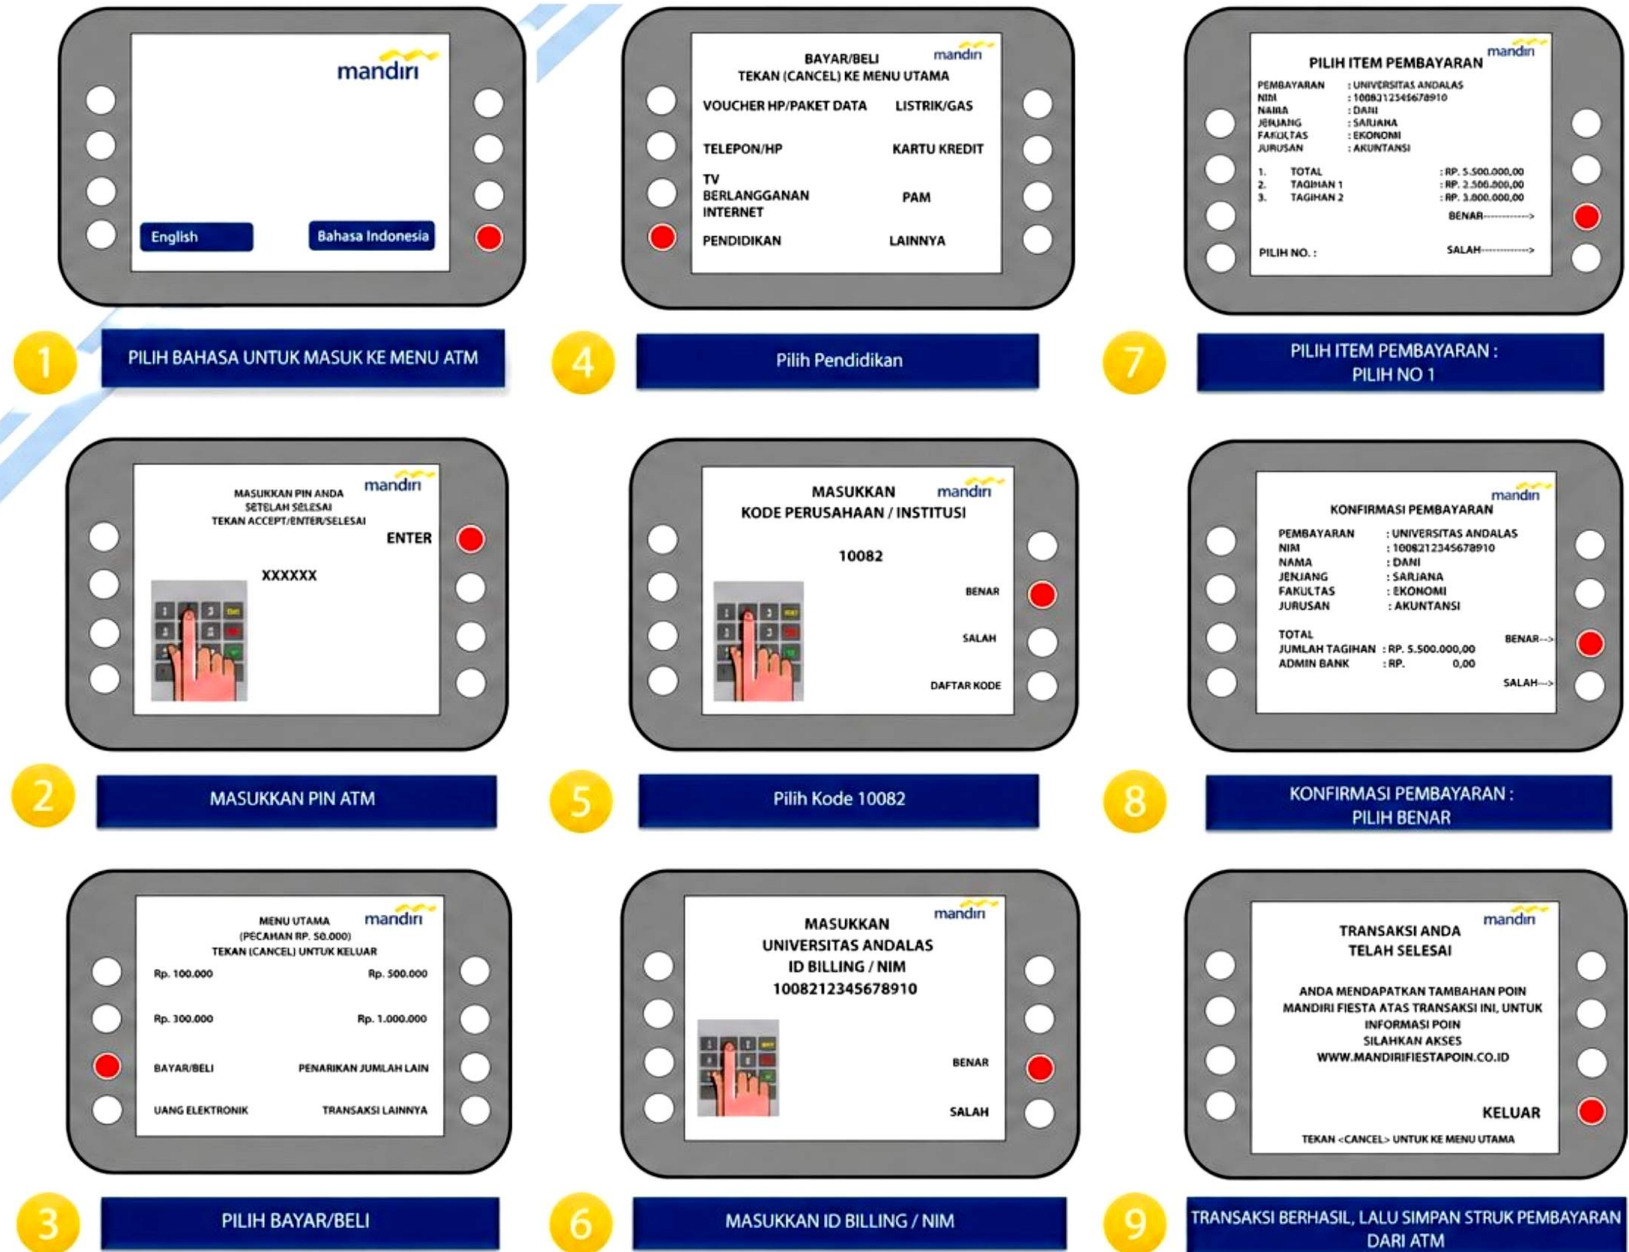 mandiri
English
Bahasa Indonesia
1
PILIH BAHASA UNTUK MASUK KE MENU ATM
mandiri
MASUKKAN PIN ANDA
SETELAH SELESAI
TEKAN ACCEPT/ENTER/SELESAI
ENTER
XXXXXX
2
MASUKKAN PIN ATM
mandiri
MENU UTAMA
(PECAHAN RP. 50.000)
TEKAN (CANCEL) UNTUK KELUAR
Rp. 100.000 Rp. 500.000
Rp. 300.000 Rp. 1.000.000
BAYAR/BELI PENARIKAN JUMLAH LAIN
UANG ELEKTRONIK TRANSAKSI LAINNYA
3
PILIH BAYAR/BELI
mandiri
BAYAR/BELI
TEKAN (CANCEL) KE MENU UTAMA
VOUCHER HP/PAKET DATA LISTRIK/GAS
TELEPON/HP KARTU KREDIT
TV
BERLANGGANAN PAM
INTERNET
PENDIDIKAN LAINNYA
4
Pilih Pendidikan
mandiri
MASUKKAN
KODE PERUSAHAAN / INSTITUSI
10082
BENAR
SALAH
DAFTAR KODE
5
Pilih Kode 10082
mandiri
MASUKKAN
UNIVERSITAS ANDALAS
ID BILLING / NIM
1008212345678910
BENAR
SALAH
6
MASUKKAN ID BILLING / NIM
mandiri
PILIH ITEM PEMBAYARAN
PEMBAYARAN : UNIVERSITAS ANDALAS
NIM : 1008212345678910
NAMA : DANI
JENJANG : SARJANA
FAKULTAS : EKONOMI
JURUSAN : AKUNTANSI
1. TOTAL : RP. 5.500.000,00
2. TAGIHAN 1 : RP. 2.500.000,00
3. TAGIHAN 2 : RP. 3.000.000,00
BENAR------------>
PILIH NO. : SALAH------------>
7
PILIH ITEM PEMBAYARAN :
PILIH NO 1
mandiri
KONFIRMASI PEMBAYARAN
PEMBAYARAN : UNIVERSITAS ANDALAS
NIM : 1008212345678910
NAMA : DANI
JENJANG : SARJANA
FAKULTAS : EKONOMI
JURUSAN : AKUNTANSI
TOTAL BENAR-->
JUMLAH TAGIHAN : RP. 5.500.000,00
ADMIN BANK : RP. 0,00
SALAH--->
8
KONFIRMASI PEMBAYARAN :
PILIH BENAR
mandiri
TRANSAKSI ANDA
TELAH SELESAI
ANDA MENDAPATKAN TAMBAHAN POIN
MANDIRI FIESTA ATAS TRANSAKSI INI, UNTUK
INFORMASI POIN
SILAHKAN AKSES
WWW.MANDIRIFIESTAPOIN.CO.ID
KELUAR
TEKAN <CANCEL> UNTUK KE MENU UTAMA
9
TRANSAKSI BERHASIL, LALU SIMPAN STRUK PEMBAYARAN
DARI ATM